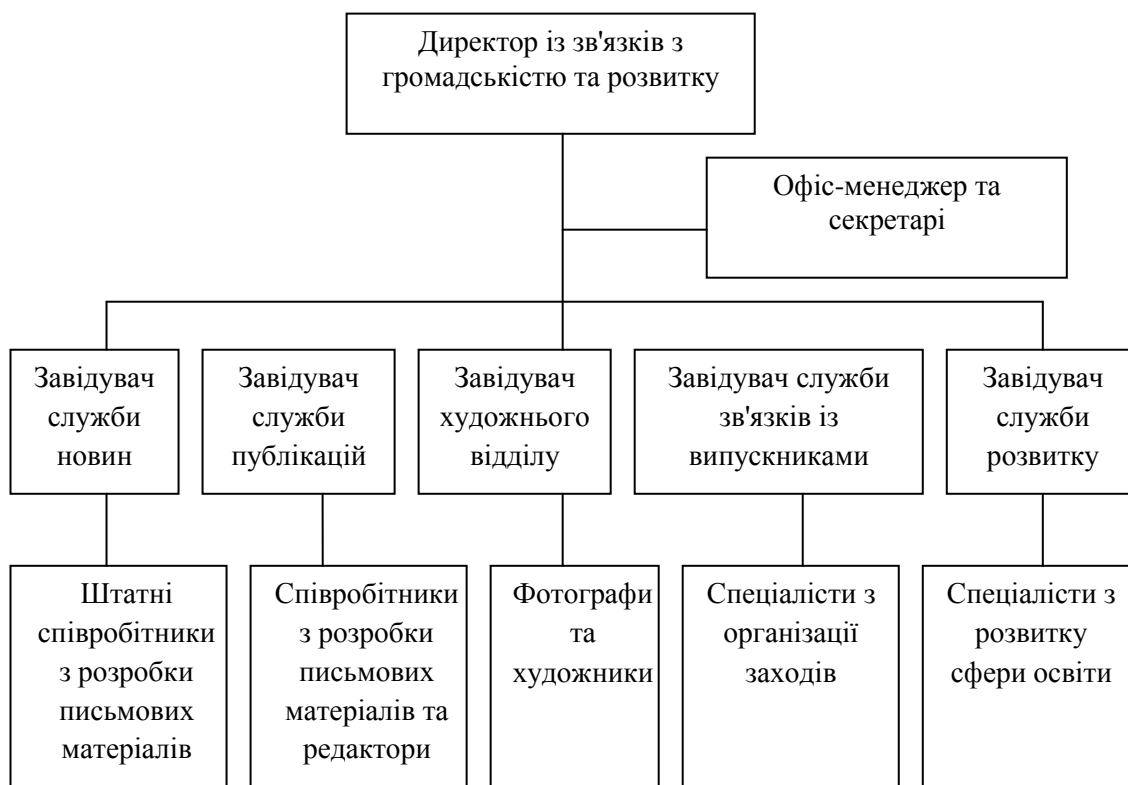 Директор із зв'язків з
громадськістю та розвитку
Офіс-менеджер та
секретарі
Завідувач
служби
новин
Завідувач
служби
публікацій
Завідувач
художнього
відділу
Завідувач служби
зв'язків із
випускниками
Завідувач
служби
розвитку
Штатні
співробітники
з розробки
письмових
матеріалів
Співробітники
з розробки
письмових
матеріалів та
редактори
Фотографи
та
художники
Спеціалісти з
організації
заходів
Спеціалісти з
розвитку
сфери освіти